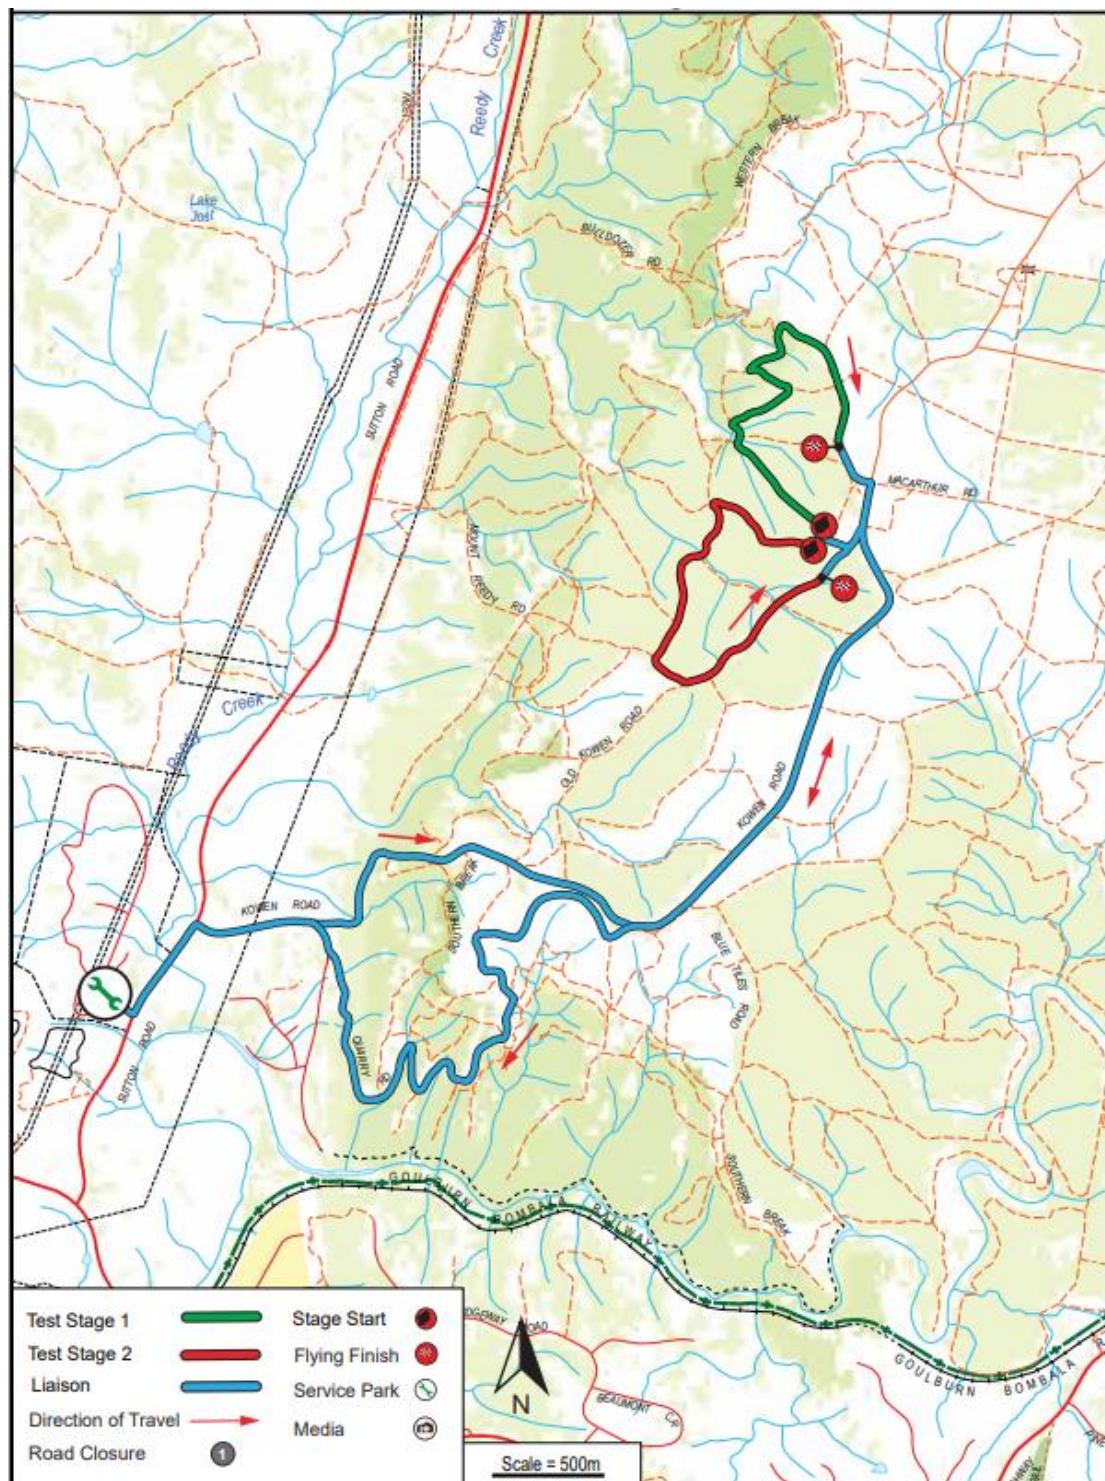 Reedy
Creek
Lake
Jost
WESTERN BREAK
BULLDOZER RD
SUTTON ROAD
MACARTHUR RD
MOUNT REEDY RD
Reedy Creek
OLD KOWEN ROAD
KOWEN ROAD
KOWEN ROAD
SOUTHERN BREAK
BLUE TILES ROAD
QUARRY RD
SUTTON ROAD
SOUTHERN BREAK
GOULBURN BOMBALA RAILWAY
GOULBURN BOMBALA
BEAUMONT CR
ROAD
Test Stage 1
Test Stage 2
Liaison
Direction of Travel
Road Closure
1
Stage Start
Flying Finish
Service Park
Media
N
Scale = 500m